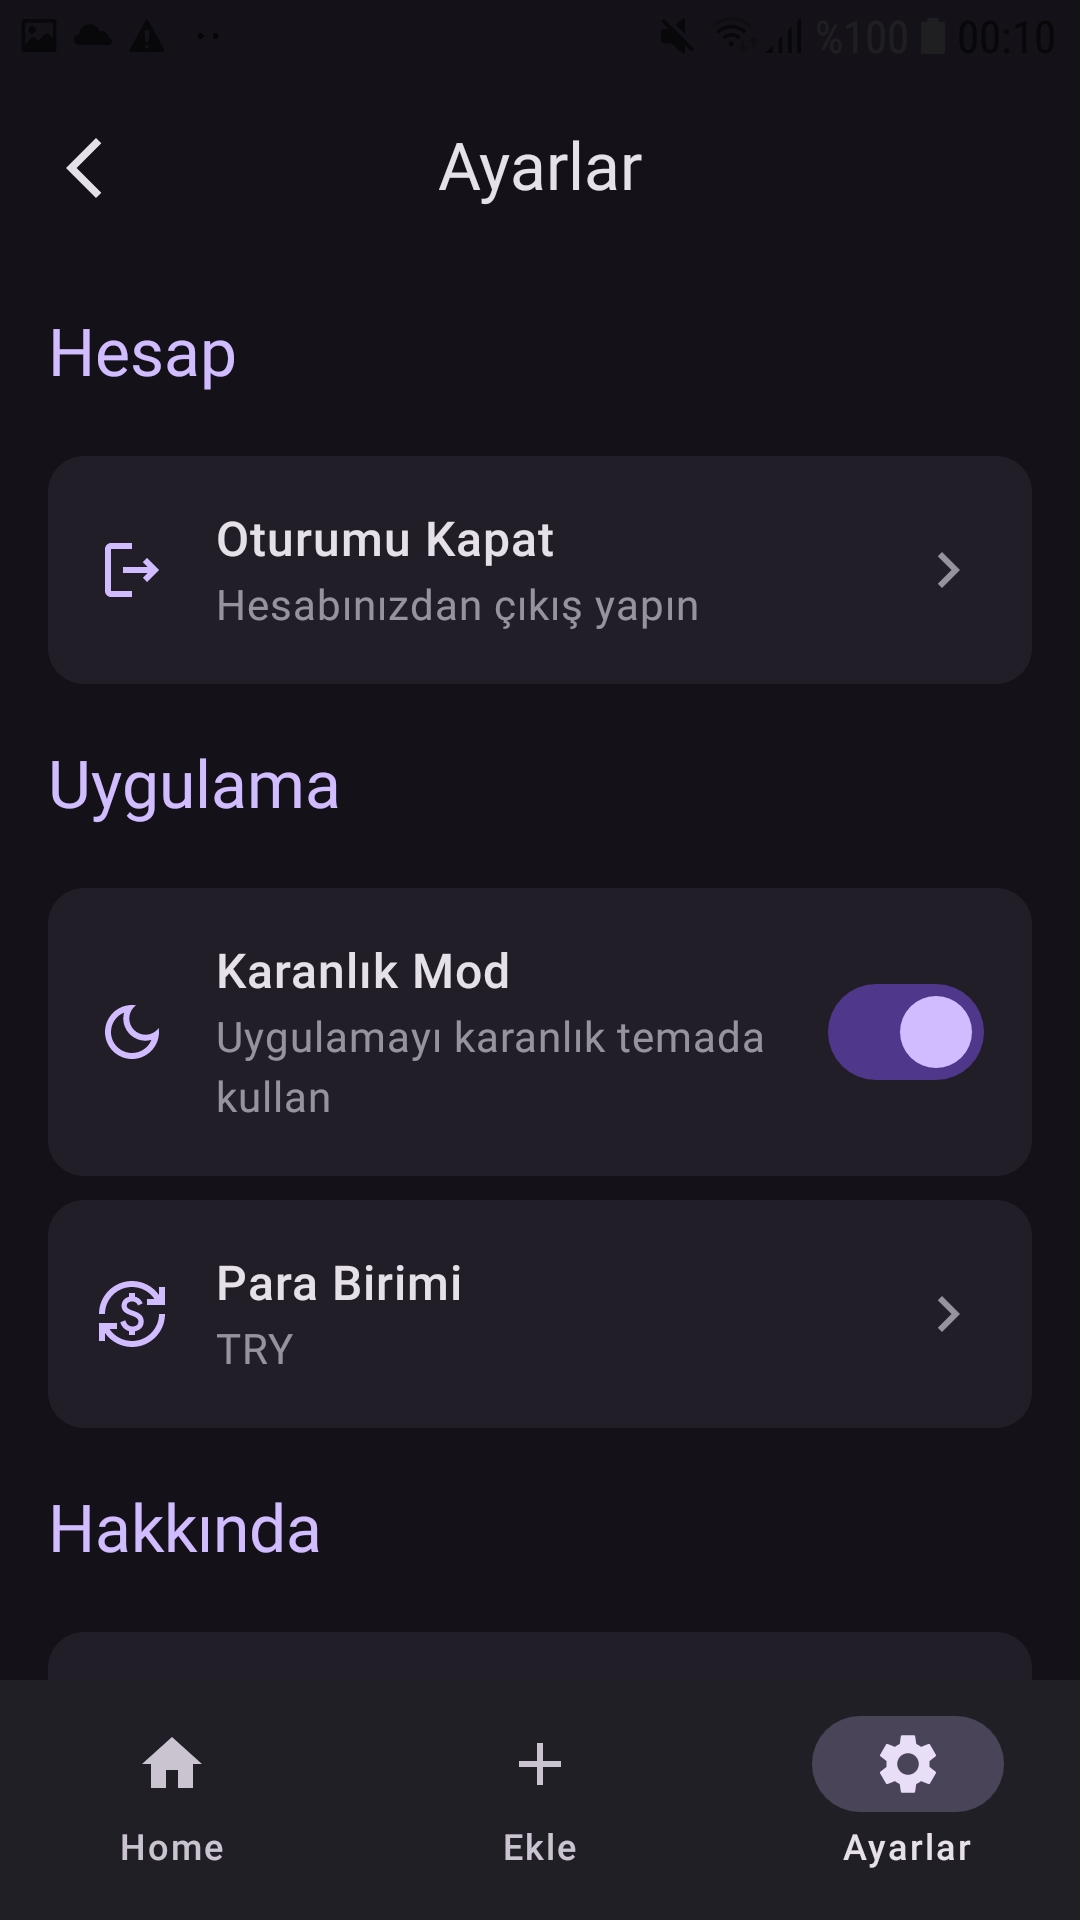 %100 00:10
Ayarlar
Hesap
Oturumu Kapat
Hesabınızdan çıkış yapın
Uygulama
Karanlık Mod
Uygulamayı karanlık temada
kullan
Para Birimi
TRY
Hakkında
Home
Ekle
Ayarlar